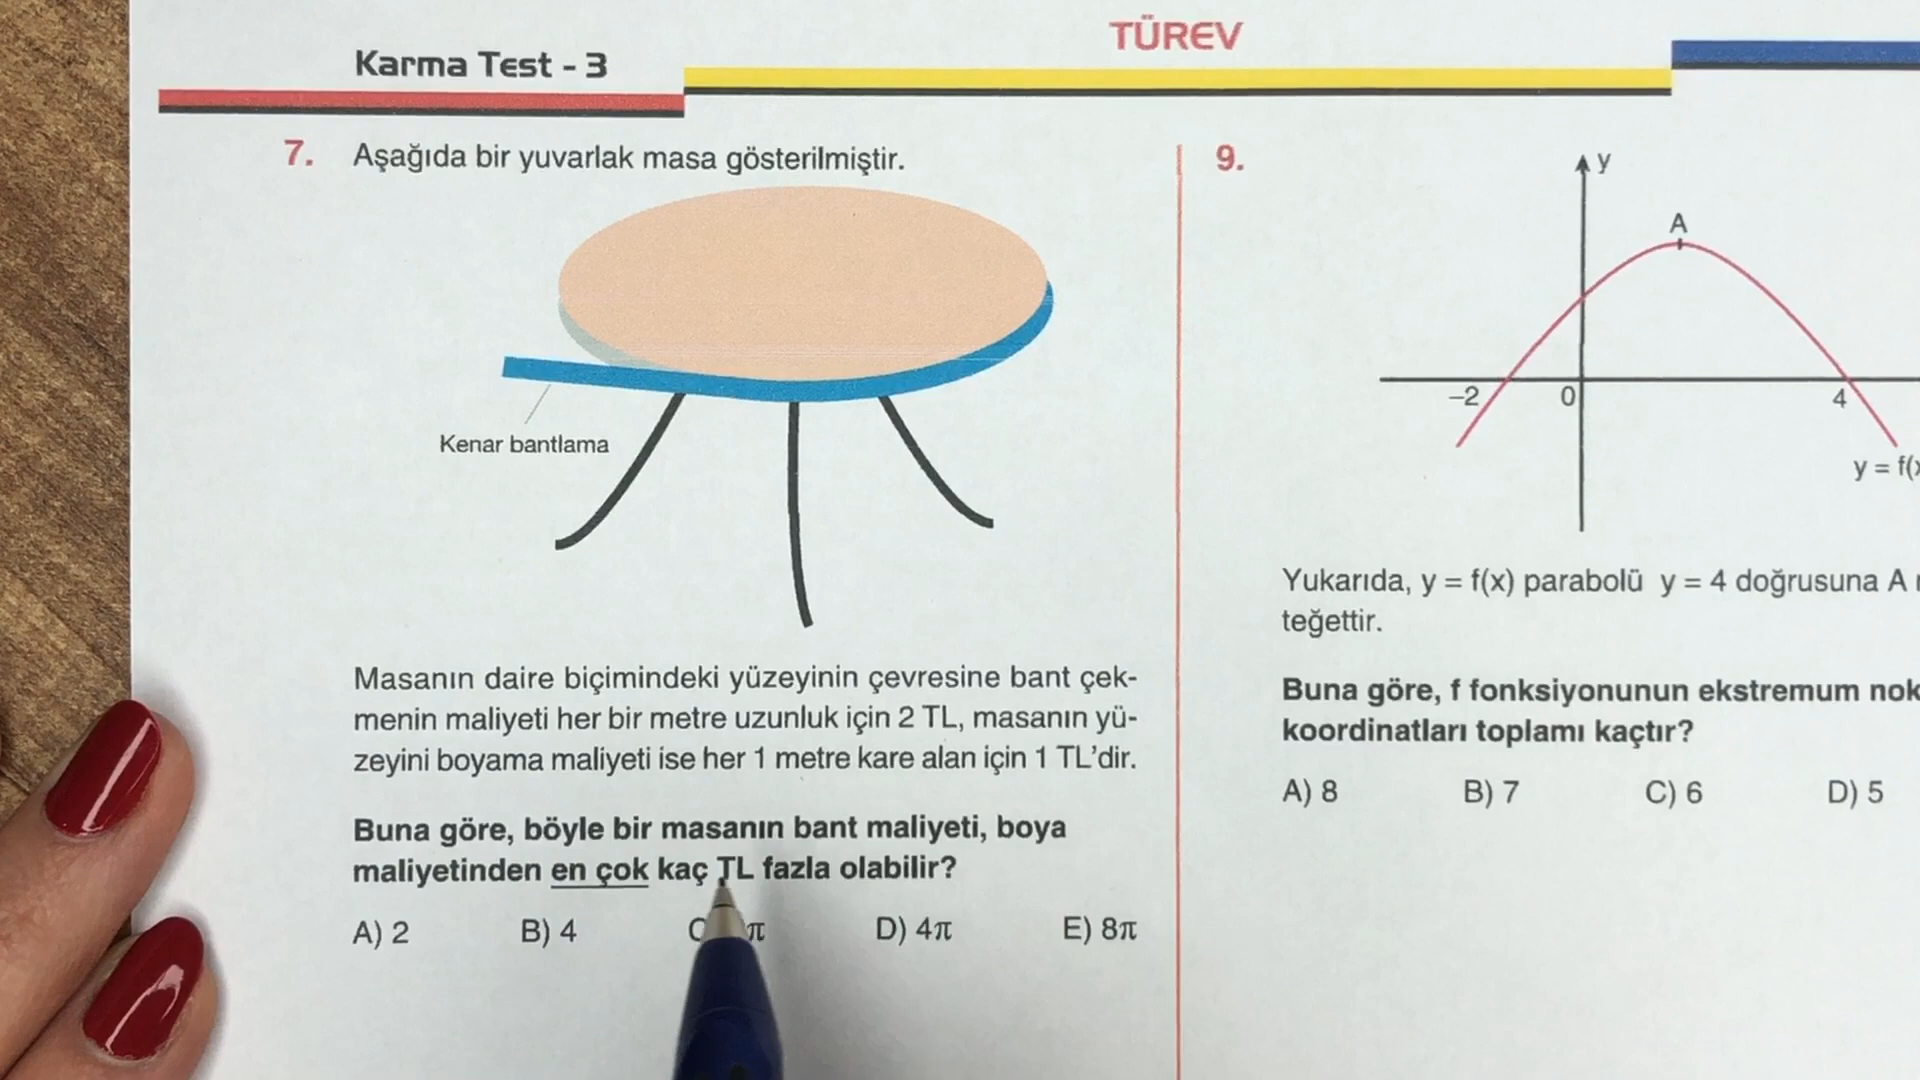 Karma Test - 3
TÜREV
7. Aşağıda bir yuvarlak masa gösterilmiştir.
Kenar bantlama
Masanın daire biçimindeki yüzeyinin çevresine bant çek-
menin maliyeti her bir metre uzunluk için 2 TL, masanın yü-
zeyini boyama maliyeti ise her 1 metre kare alan için 1 TL'dir.
Buna göre, böyle bir masanın bant maliyeti, boya
maliyetinden en çok kaç TL fazla olabilir?
A) 2 B) 4 π D) 4π E) 8π
9.
y
A
-2 0 4
y = f(
Yukarıda, y = f(x) parabolü y = 4 doğrusuna A
teğettir.
Buna göre, f fonksiyonunun ekstremum nok
koordinatları toplamı kaçtır?
A) 8 B) 7 C) 6 D) 5